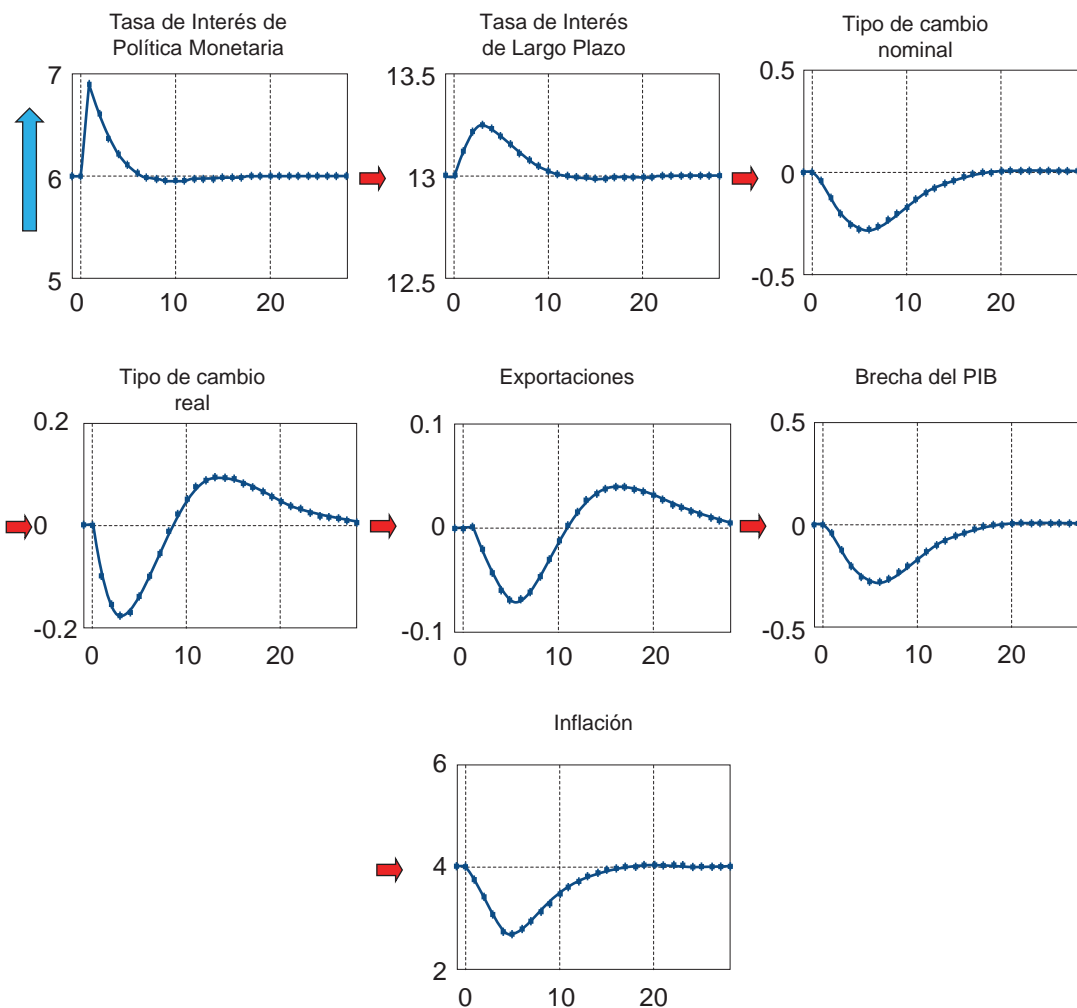 Tasa de Interés de
Política Monetaria
7
6
5
0 10 20
Tasa de Interés
de Largo Plazo
13.5
13
12.5
0 10 20
Tipo de cambio
nominal
0.5
0
-0.5
0 10 20
Tipo de cambio
real
0.2
0
-0.2
0 10 20
Exportaciones
0.1
0
-0.1
0 10 20
Brecha del PIB
0.5
0
-0.5
0 10 20
Inflación
6
4
2
0 10 20